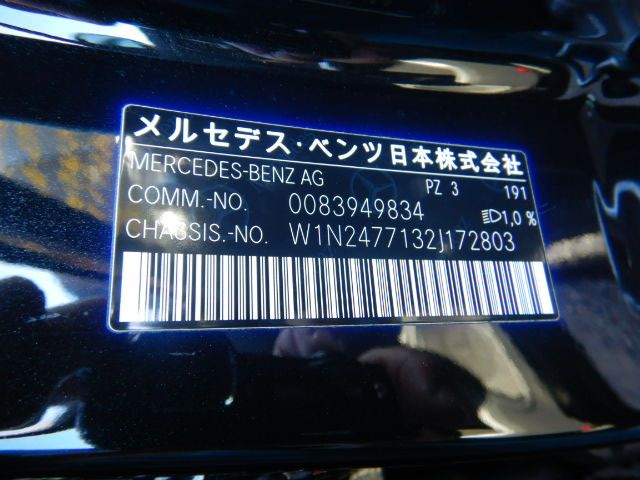 メルセデス・ベンツ日本株式会社
MERCEDES-BENZ AG PZ 3 191
COMM.-NO. 0083949834 1,0 %
CHASSIS.-NO. W1N2477132J172803